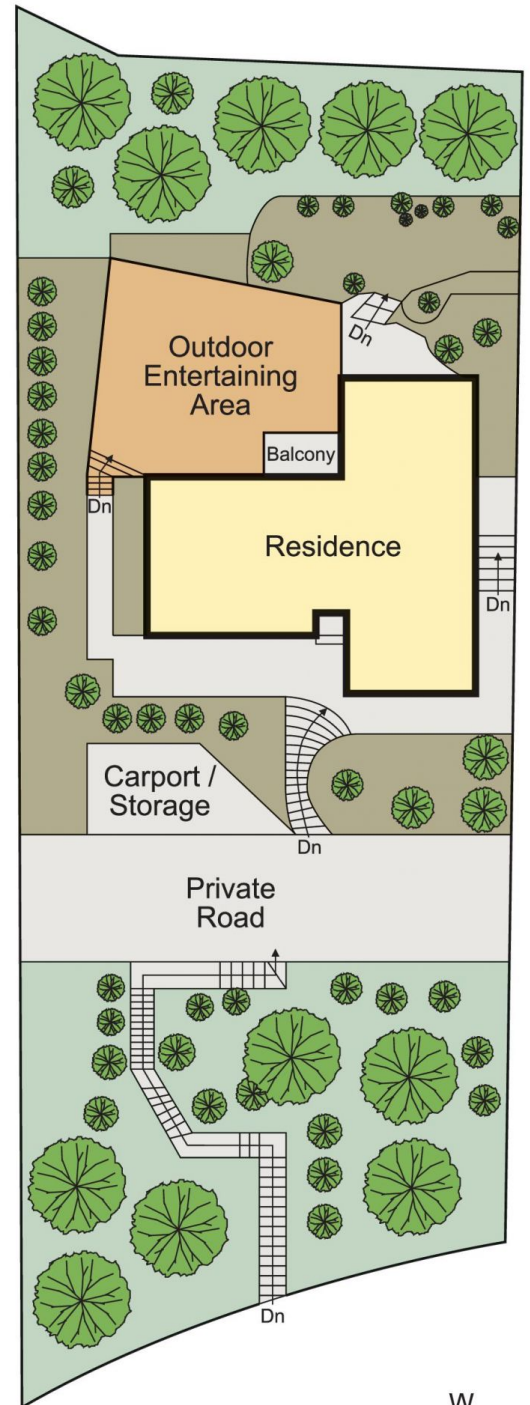 Dn
Outdoor
Entertaining
Area
Balcony
Dn
Residence
Dn
Carport /
Storage
Dn
Private
Road
Dn
W